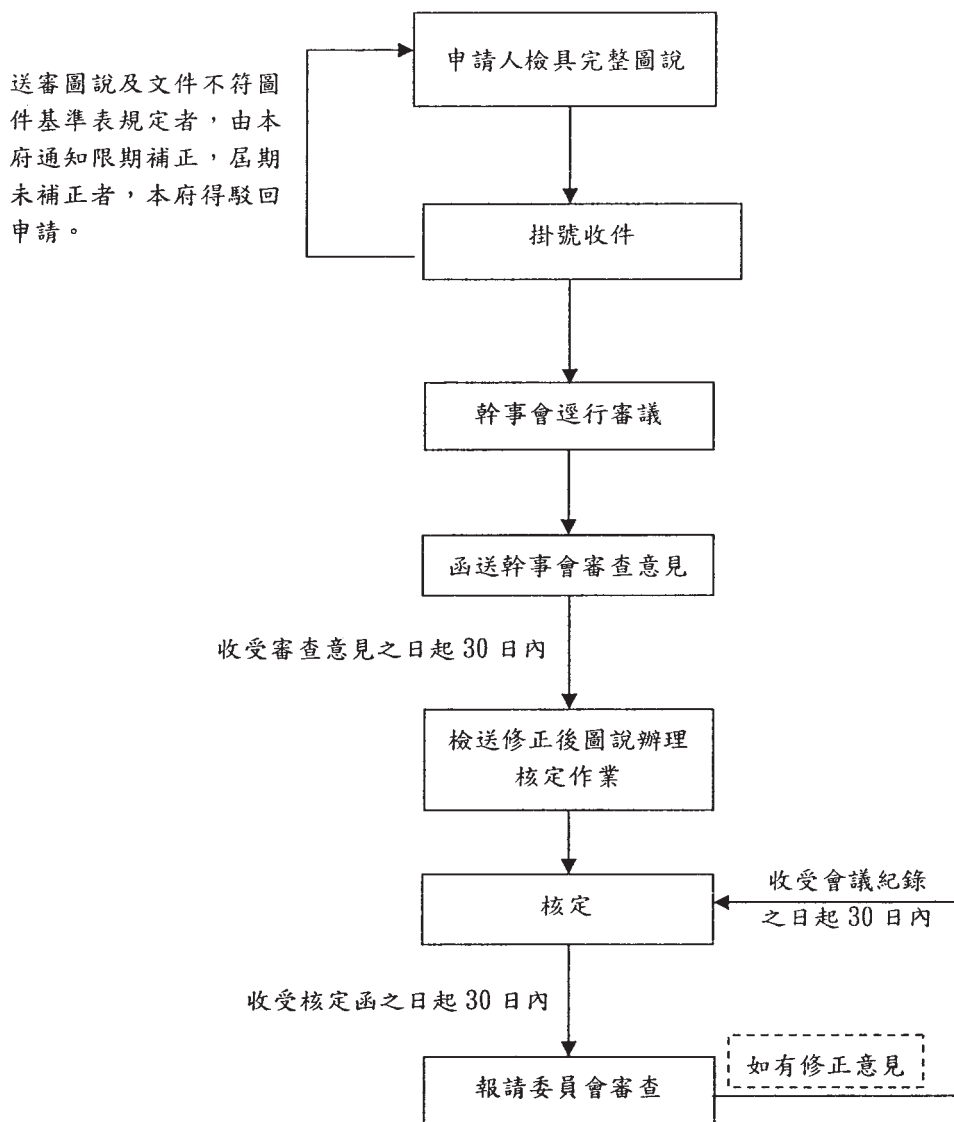 申請人檢具完整圖說
送審圖說及文件不符圖
件基準表規定者，由本
府通知限期補正，屆期
未補正者，本府得駁回
申請。
掛號收件
幹事會逕行審議
函送幹事會審查意見
收受審查意見之日起 30 日內
檢送修正後圖說辦理
核定作業
核定
收受會議紀錄
之日起 30 日內
收受核定函之日起 30 日內
如有修正意見
報請委員會審查